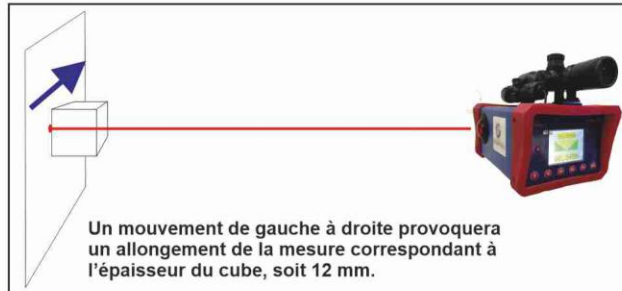 Un mouvement de gauche à droite provoquera
un allongement de la mesure correspondant à
l'épaisseur du cube, soit 12 mm.